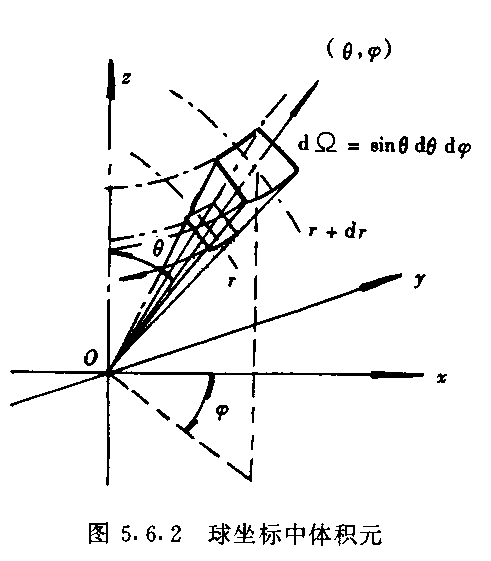 (θ,φ)
z
dΩ = sinθ dθ dφ
r + dr
θ
r
y
O
x
φ
图 5.6.2 球坐标中体积元